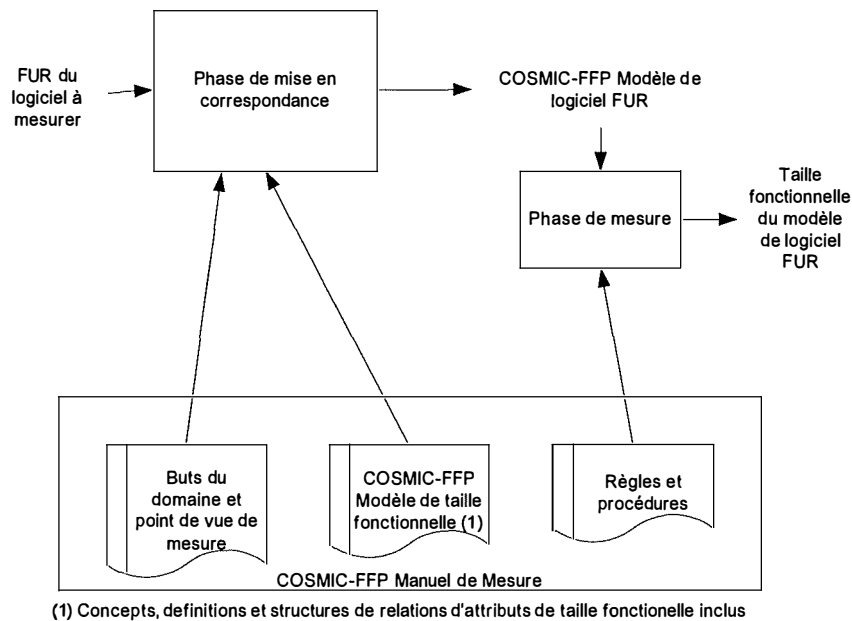 FUR du
logiciel à
mesurer
Phase de mise en
correspondance
COSMIC-FFP Modèle de
logiciel FUR
Phase de mesure
Taille
fonctionnelle
du modèle
de logiciel
FUR
Buts du
domaine et
point de vue de
mesure
COSMIC-FFP
Modèle de taille
fonctionnelle (1)
Règles et
procédures
COSMIC-FFP Manuel de Mesure
(1) Concepts, definitions et structures de relations d'attributs de taille fonctionelle inclus